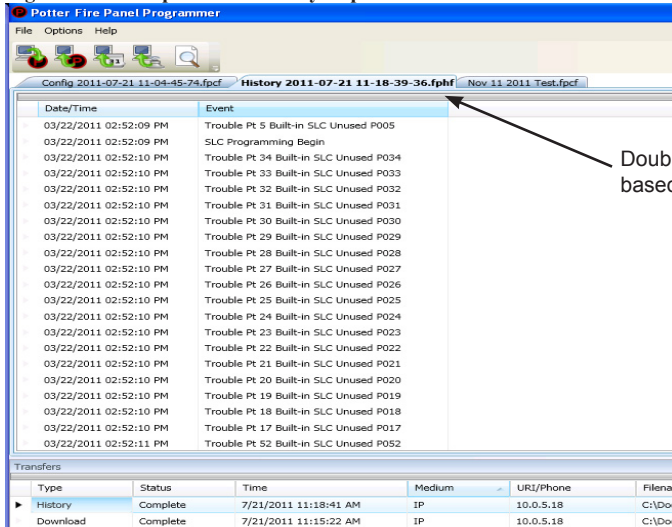 Potter Fire Panel Programmer
File Options Help
Config 2011-07-21 11-04-45-74.fpcf History 2011-07-21 11-18-39-36.fphf Nov 11 2011 Test.fpcf
Date/Time Event
03/22/2011 02:52:09 PM Trouble Pt 5 Built-in SLC Unused P005
03/22/2011 02:52:09 PM SLC Programming Begin
03/22/2011 02:52:10 PM Trouble Pt 34 Built-in SLC Unused P034
03/22/2011 02:52:10 PM Trouble Pt 33 Built-in SLC Unused P033
03/22/2011 02:52:10 PM Trouble Pt 32 Built-in SLC Unused P032
03/22/2011 02:52:10 PM Trouble Pt 31 Built-in SLC Unused P031
03/22/2011 02:52:10 PM Trouble Pt 30 Built-in SLC Unused P030
03/22/2011 02:52:10 PM Trouble Pt 29 Built-in SLC Unused P029
03/22/2011 02:52:10 PM Trouble Pt 28 Built-in SLC Unused P028
03/22/2011 02:52:10 PM Trouble Pt 27 Built-in SLC Unused P027
03/22/2011 02:52:10 PM Trouble Pt 26 Built-in SLC Unused P026
03/22/2011 02:52:10 PM Trouble Pt 25 Built-in SLC Unused P025
03/22/2011 02:52:10 PM Trouble Pt 24 Built-in SLC Unused P024
03/22/2011 02:52:10 PM Trouble Pt 23 Built-in SLC Unused P023
03/22/2011 02:52:10 PM Trouble Pt 22 Built-in SLC Unused P022
03/22/2011 02:52:10 PM Trouble Pt 21 Built-in SLC Unused P021
03/22/2011 02:52:10 PM Trouble Pt 20 Built-in SLC Unused P020
03/22/2011 02:52:10 PM Trouble Pt 19 Built-in SLC Unused P019
03/22/2011 02:52:10 PM Trouble Pt 18 Built-in SLC Unused P018
03/22/2011 02:52:10 PM Trouble Pt 17 Built-in SLC Unused P017
03/22/2011 02:52:11 PM Trouble Pt 52 Built-in SLC Unused P052
Doub
based
Transfers
Type Status Time Medium URI/Phone Filena
History Complete 7/21/2011 11:18:41 AM IP 10.0.5.18 C:\Do
Download Complete 7/21/2011 11:15:22 AM IP 10.0.5.18 C:\Do